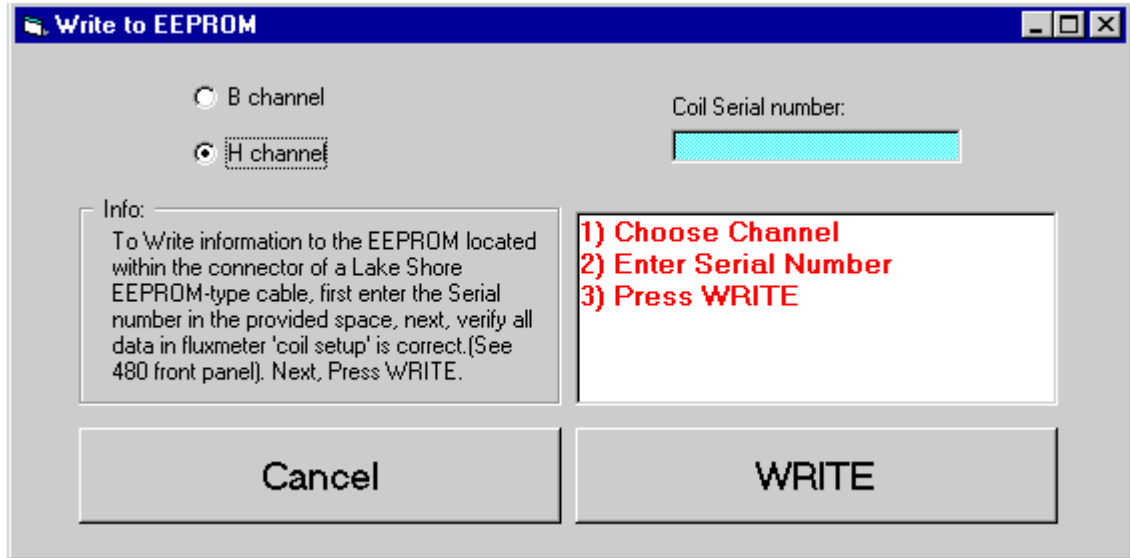 Write to EEPROM
B channel
H channel
Coil Serial number:
Info:
To Write information to the EEPROM located
within the connector of a Lake Shore
EEPROM-type cable, first enter the Serial
number in the provided space, next, verify all
data in fluxmeter 'coil setup' is correct.(See
480 front panel). Next, Press WRITE.
1) Choose Channel
2) Enter Serial Number
3) Press WRITE
Cancel
WRITE